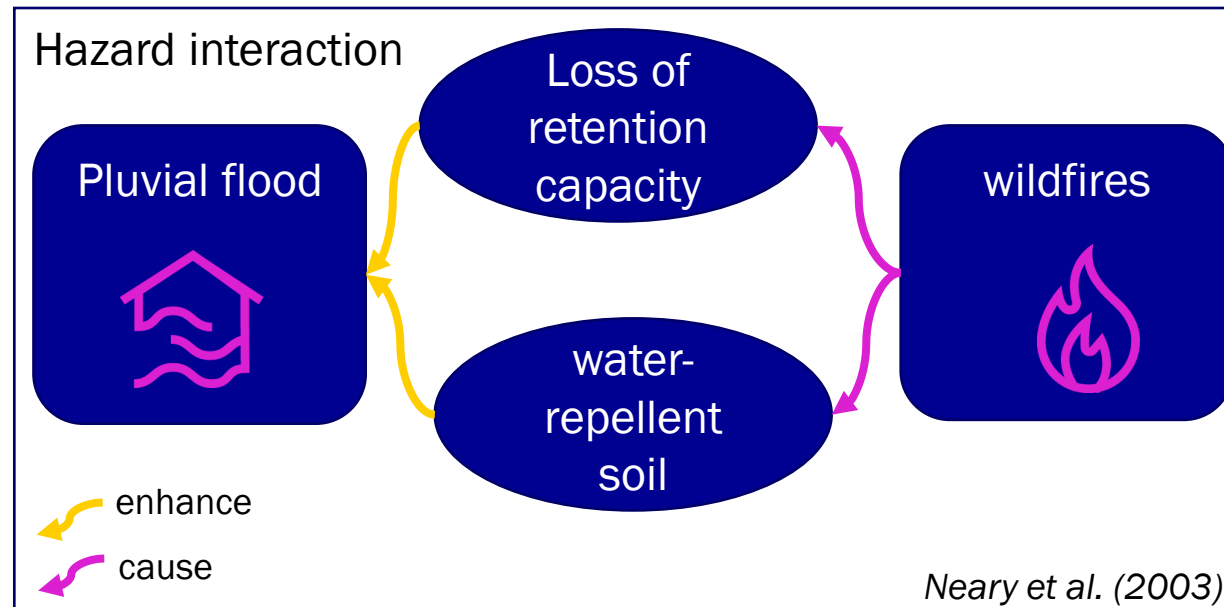 Hazard interaction
Loss of
retention
capacity
Pluvial flood
wildfires
water-
repellent
soil
enhance
cause
Neary et al. (2003)